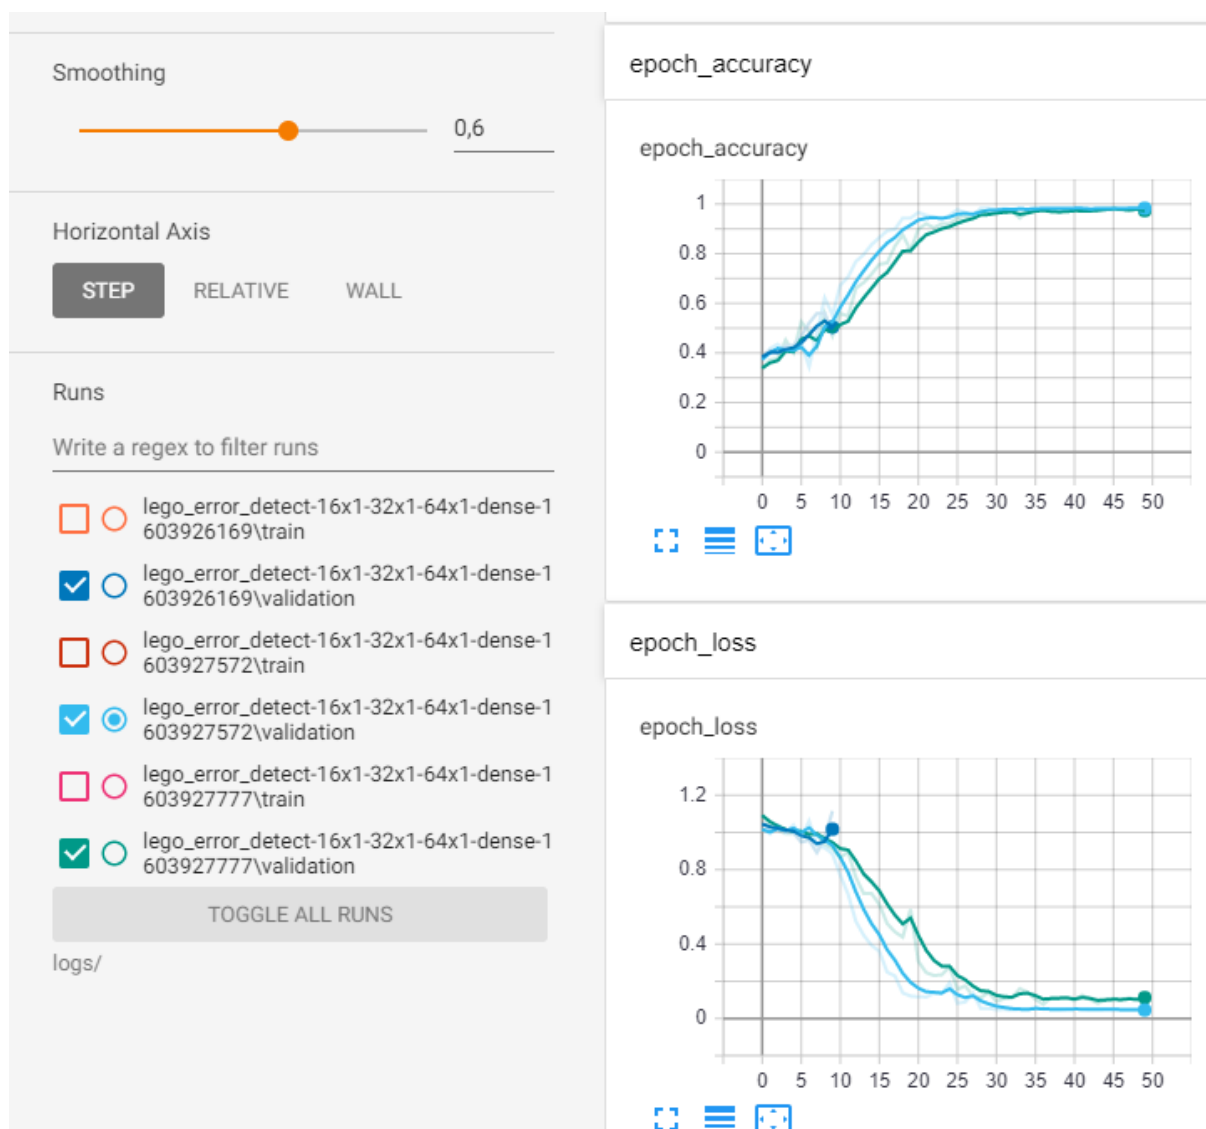 Smoothing
0,6
Horizontal Axis
STEP RELATIVE WALL
Runs
Write a regex to filter runs
lego_error_detect-16x1-32x1-64x1-dense-1
603926169\train
lego_error_detect-16x1-32x1-64x1-dense-1
603926169\validation
lego_error_detect-16x1-32x1-64x1-dense-1
603927572\train
lego_error_detect-16x1-32x1-64x1-dense-1
603927572\validation
lego_error_detect-16x1-32x1-64x1-dense-1
603927777\train
lego_error_detect-16x1-32x1-64x1-dense-1
603927777\validation
TOGGLE ALL RUNS
logs/
epoch_accuracy
epoch_accuracy
1
0.8
0.6
0.4
0.2
0
0 5 10 15 20 25 30 35 40 45 50
epoch_loss
epoch_loss
1.2
0.8
0.4
0
0 5 10 15 20 25 30 35 40 45 50